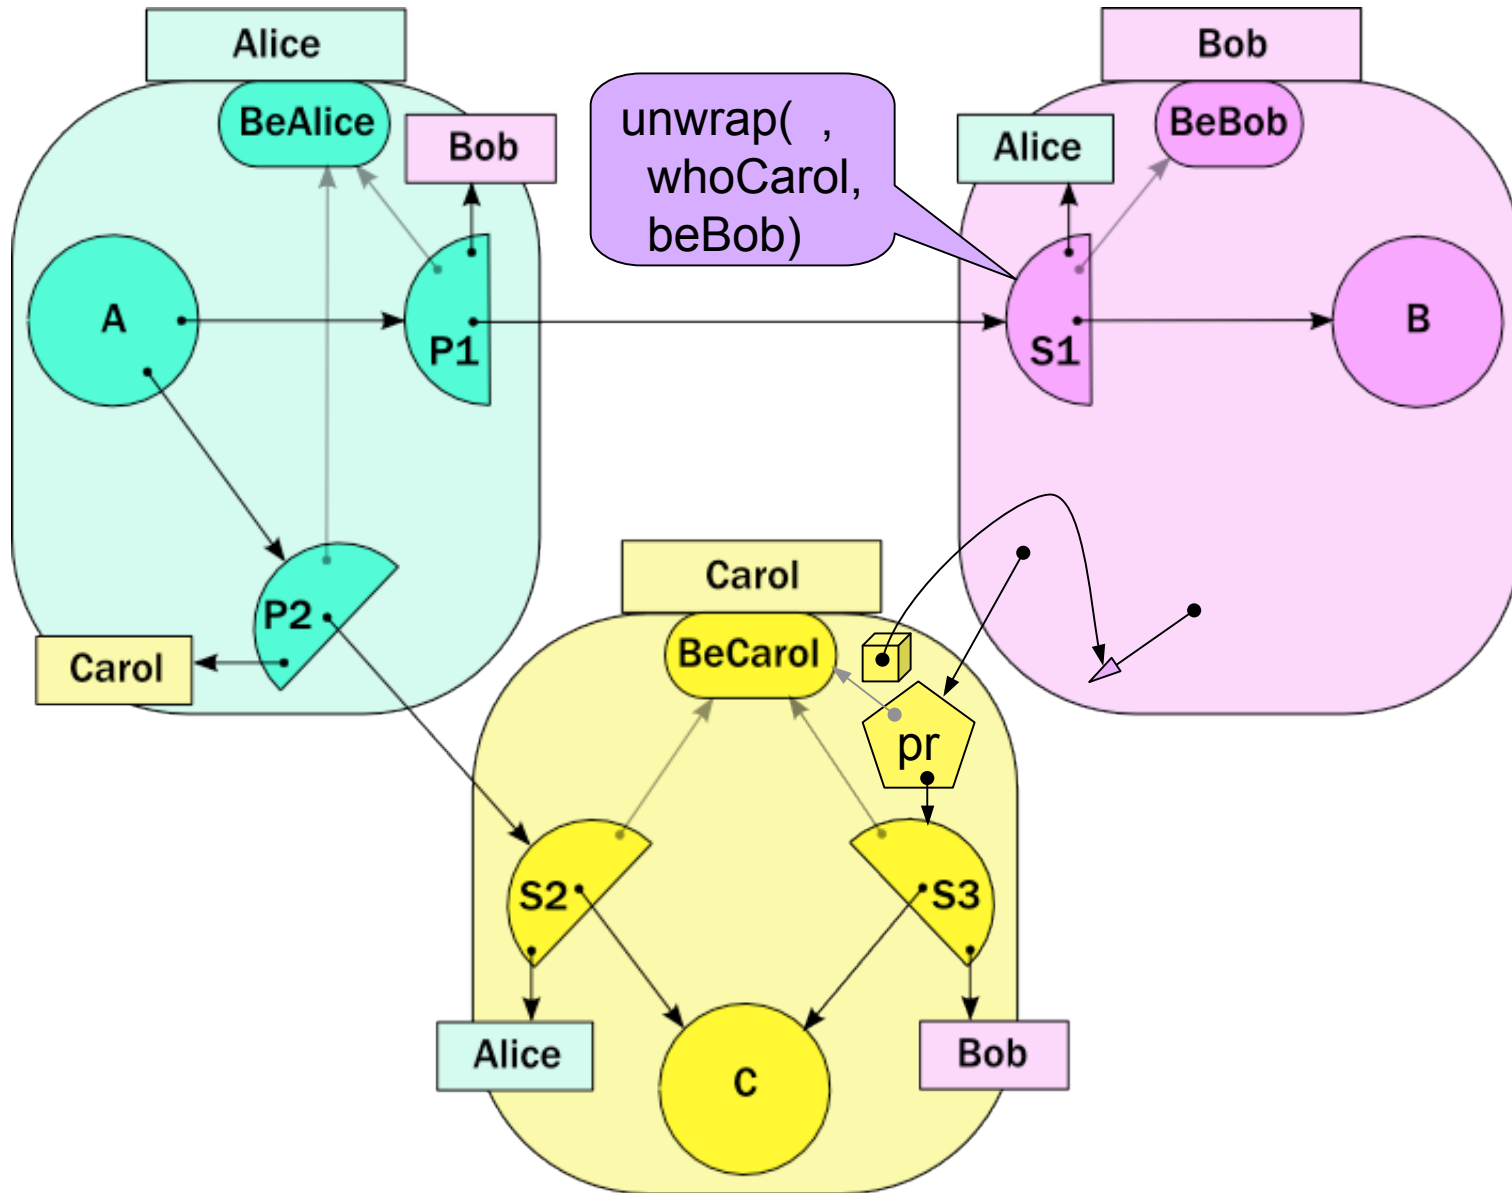 Alice
Bob
BeAlice
Bob
unwrap( ,
whoCarol,
beBob)
Alice
BeBob
A
P1
S1
B
P2
Carol
Carol
BeCarol
pr
S2
S3
Alice
C
Bob